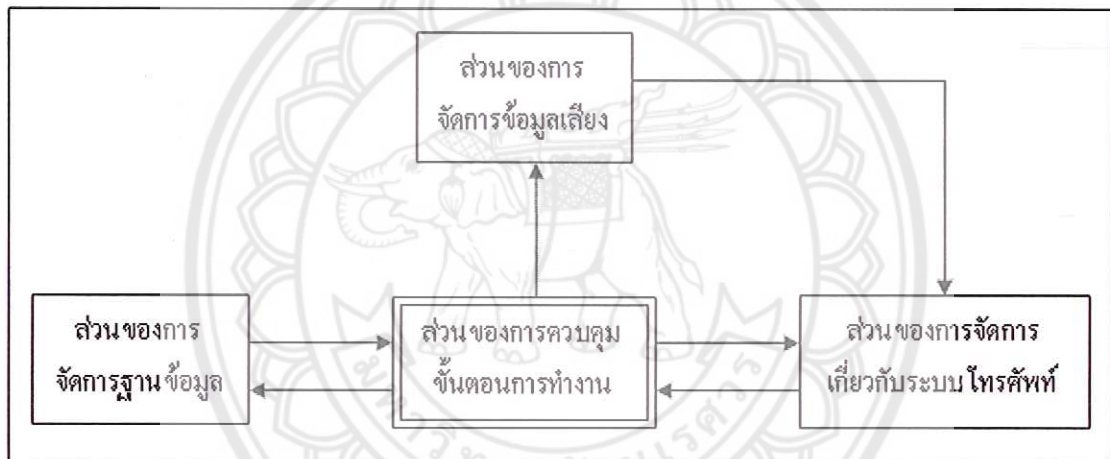 ส่วนของการ
จัดการข้อมูลเสียง
ส่วนของการ
จัดการฐานข้อมูล
ส่วนของการควบคุม
ขั้นตอนการทำงาน
ส่วนของการจัดการ
เกี่ยวกับระบบโทรศัพท์